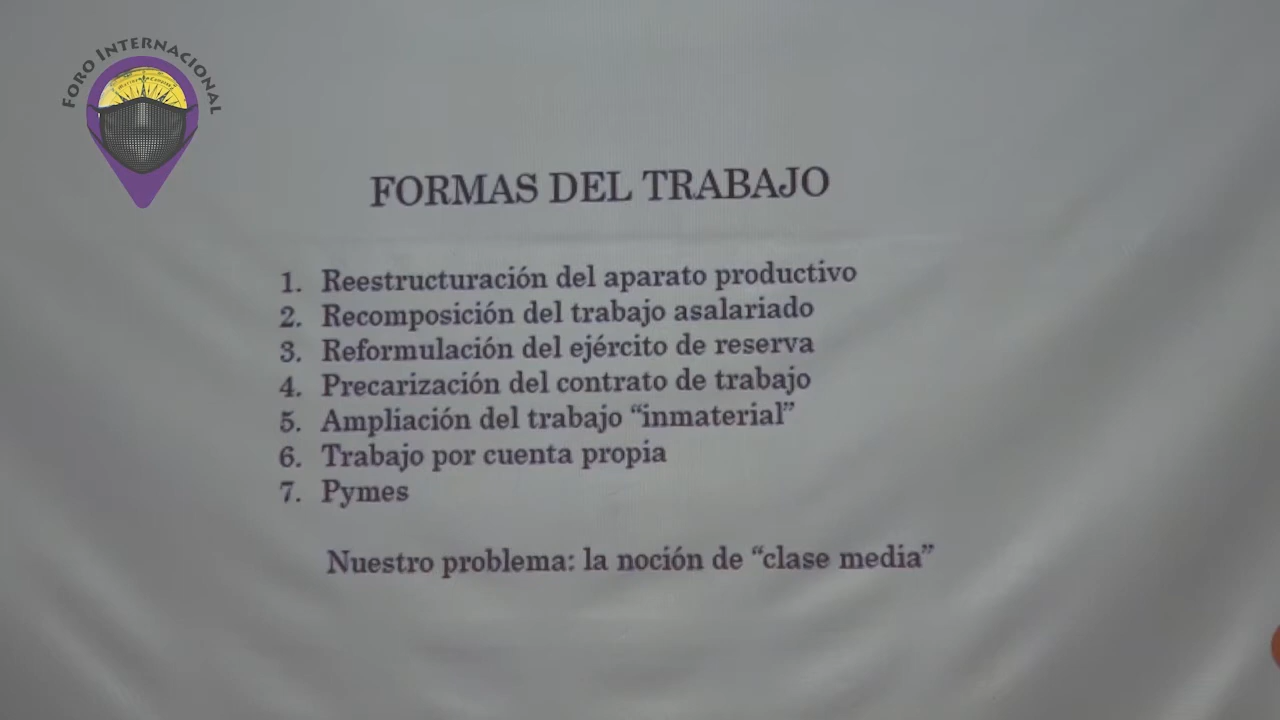 FORO INTERNACIONAL
FORMAS DEL TRABAJO
1. Reestructuración del aparato productivo
2. Recomposición del trabajo asalariado
3. Reformulación del ejército de reserva
4. Precarización del contrato de trabajo
5. Ampliación del trabajo “inmaterial”
6. Trabajo por cuenta propia
7. Pymes
Nuestro problema: la noción de “clase media”